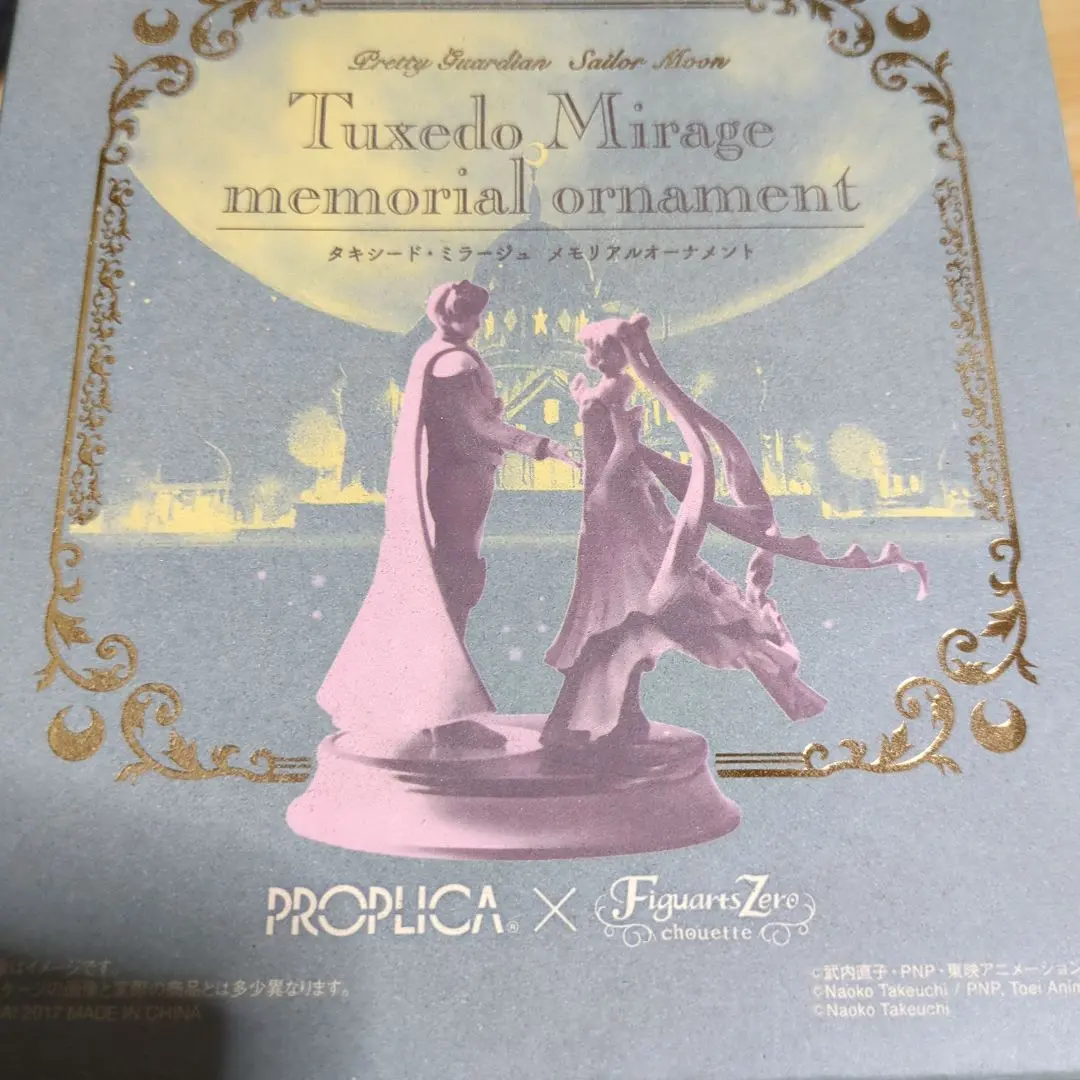 Pretty Guardian Sailor Moon
Tuxedo Mirage
memorial ornament
タキシード・ミラージュ メモリアルオーナメント
PROPLICA® × FiguartsZero
chouette
はイメージです。
ケージの画像と実際の商品とは多少異なります。
AI 2017 MADE IN CHINA
©武内直子・PNP・東映アニメーション
©Naoko Takeuchi / PNP, Toei Anim
©Naoko Takeuchi